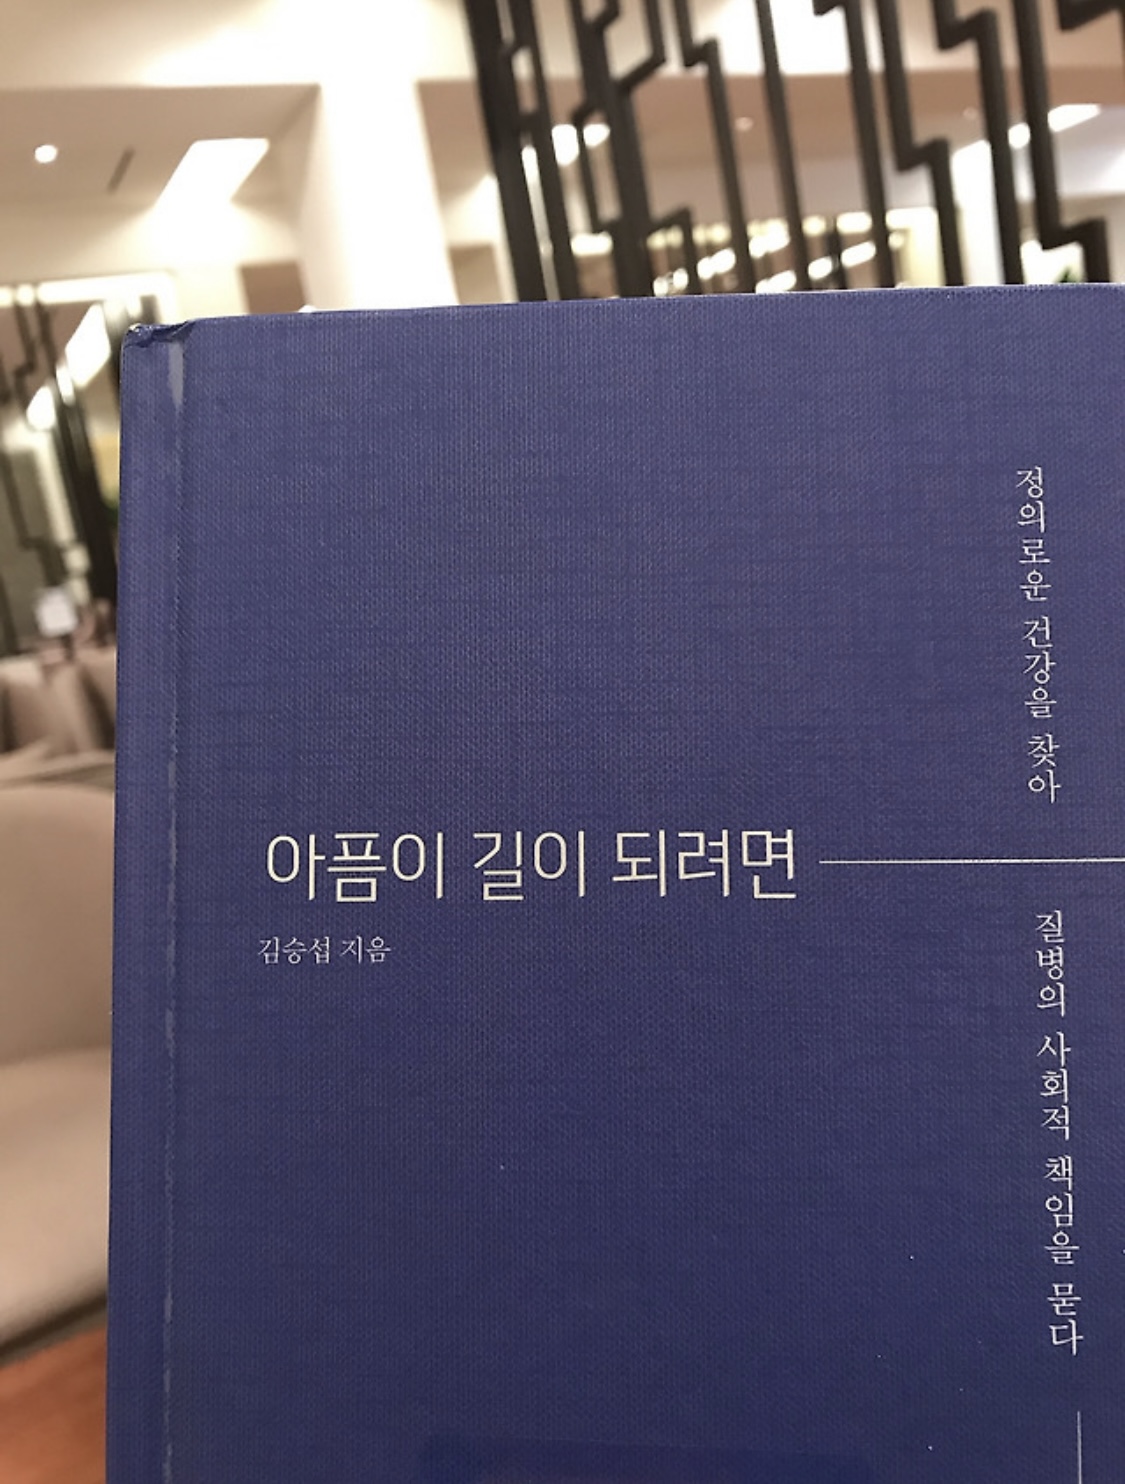 정의로운 건강을 찾아
아픔이 길이 되려면
김승섭 지음
질병의 사회적 책임을 묻다